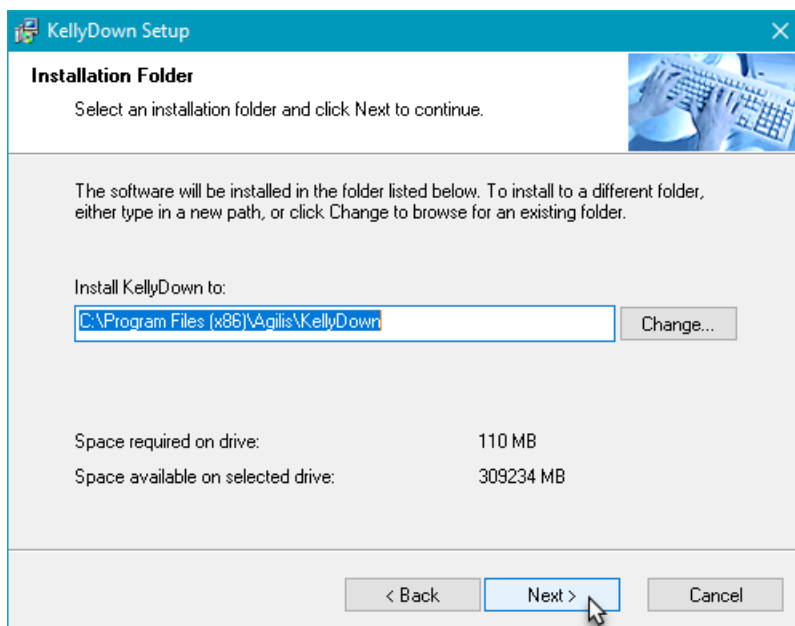 KellyDown Setup
Installation Folder
Select an installation folder and click Next to continue.
The software will be installed in the folder listed below. To install to a different folder,
either type in a new path, or click Change to browse for an existing folder.
Install KellyDown to:
C:\Program Files (x86)\Agilis\KellyDown
Change...
Space required on drive: 110 MB
Space available on selected drive: 309234 MB
< Back Next > Cancel